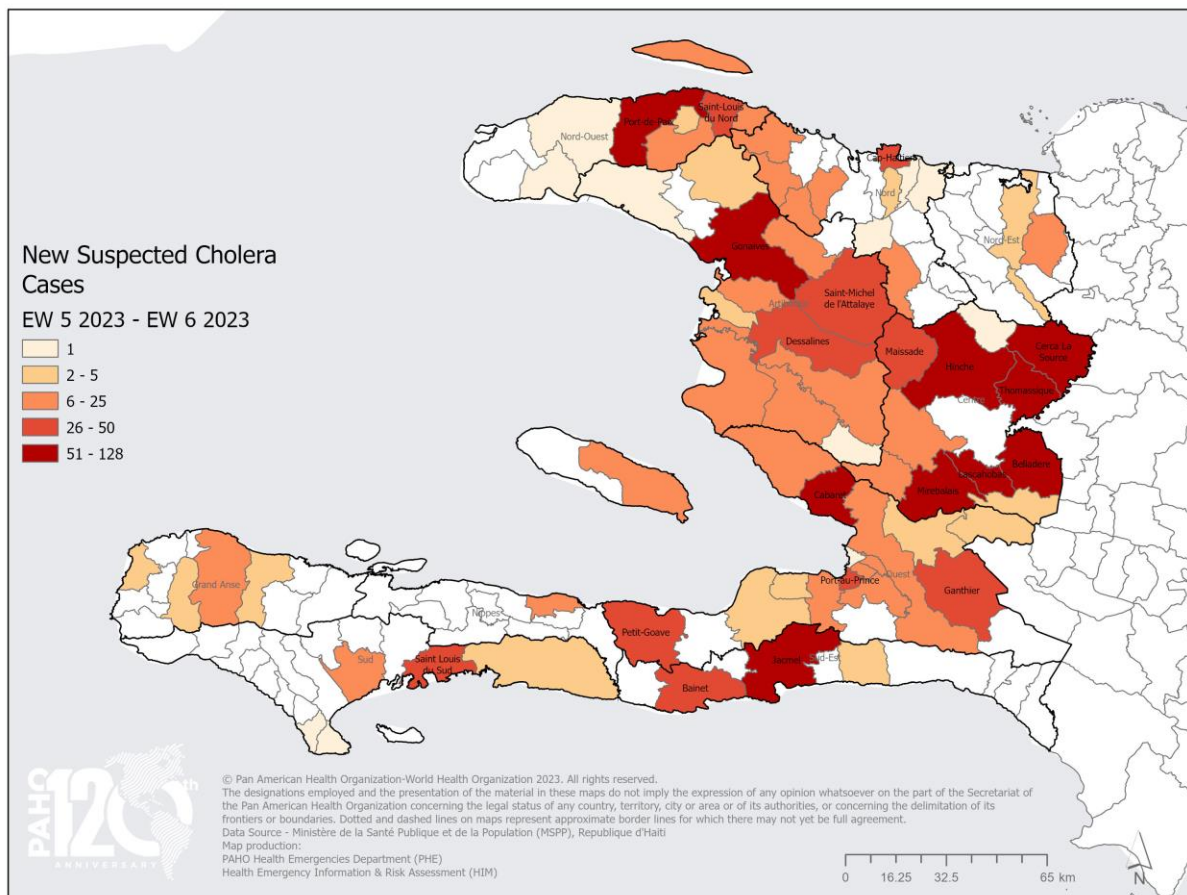 New Suspected Cholera
Cases
EW 5 2023 - EW 6 2023
1
2 - 5
6 - 25
26 - 50
51 - 128
Nord-Ouest
Port-de-Paix
Saint-Louis
du Nord
Cap-Haïtien
Nord
Nord-Est
Gonaives
Saint-Michel
de l'Attalaye
Artibonite
Dessalines
Maissade
Hinche
Cerca La
Source
Thomassique
Centre
Belladere
Lascahobas
Mirebalais
Cabaret
Ouest
Port-au-Prince
Ganthier
Grand Anse
Nippes
Petit-Goave
Sud
Saint Louis
du Sud
Bainet
Jacmel
Sud-Est
PAHO
120th
ANNIVERSARY
© Pan American Health Organization-World Health Organization 2023. All rights reserved.
The designations employed and the presentation of the material in these maps do not imply the expression of any opinion whatsoever on the part of the Secretariat of
the Pan American Health Organization concerning the legal status of any country, territory, city or area or of its authorities, or concerning the delimitation of its
frontiers or boundaries. Dotted and dashed lines on maps represent approximate border lines for which there may not yet be full agreement.
Data Source - Ministère de la Santé Publique et de la Population (MSPP), Republique d'Haiti
Map production:
PAHO Health Emergencies Department (PHE)
Health Emergency Information & Risk Assessment (HIM)
0 16.25 32.5 65 km
N